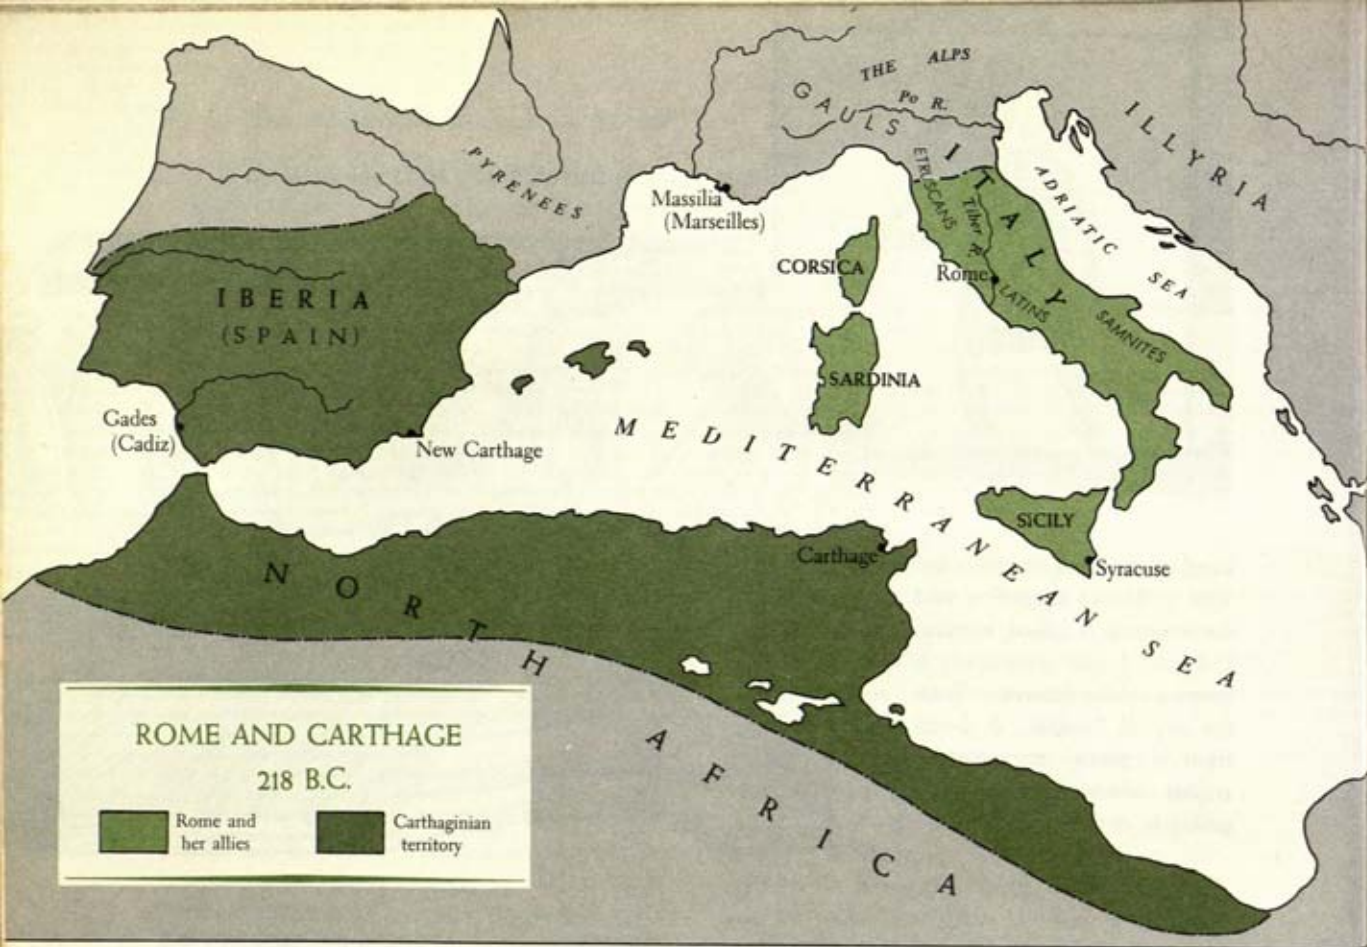 THE ALPS
Po R.
GAULS
ILLYRIA
PYRENEES
ETRUSCANS
ITALY
ADRIATIC SEA
Massilia
(Marseilles)
Tiber R.
CORSICA
Rome
LATINS
SAMNITES
IBERIA
(SPAIN)
SARDINIA
Gades
(Cadiz)
New Carthage
MEDITERRANEAN SEA
SICILY
Carthage
Syracuse
NORTH AFRICA
ROME AND CARTHAGE
218 B.C.
Rome and
her allies
Carthaginian
territory